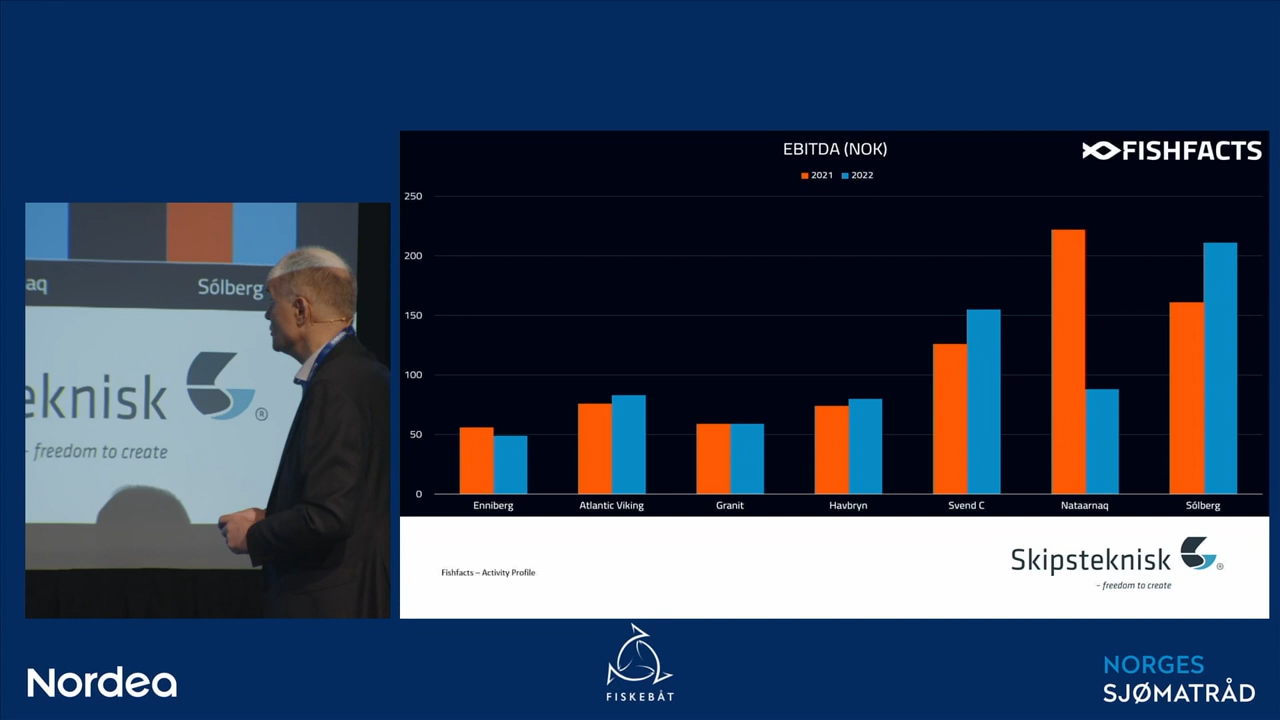 EBITDA (NOK)
FISHFACTS
2021 2022
250
200
150
100
50
0
Enniberg Atlantic Viking Granit Havbryn Svend C Nataarnaq Sólberg
Fishfacts – Activity Profile
Skipsteknisk ®
– freedom to create
aq Sólberg
eknisk ®
– freedom to create
Nordea
FISKEBÅT
NORGES
SJØMATRÅD